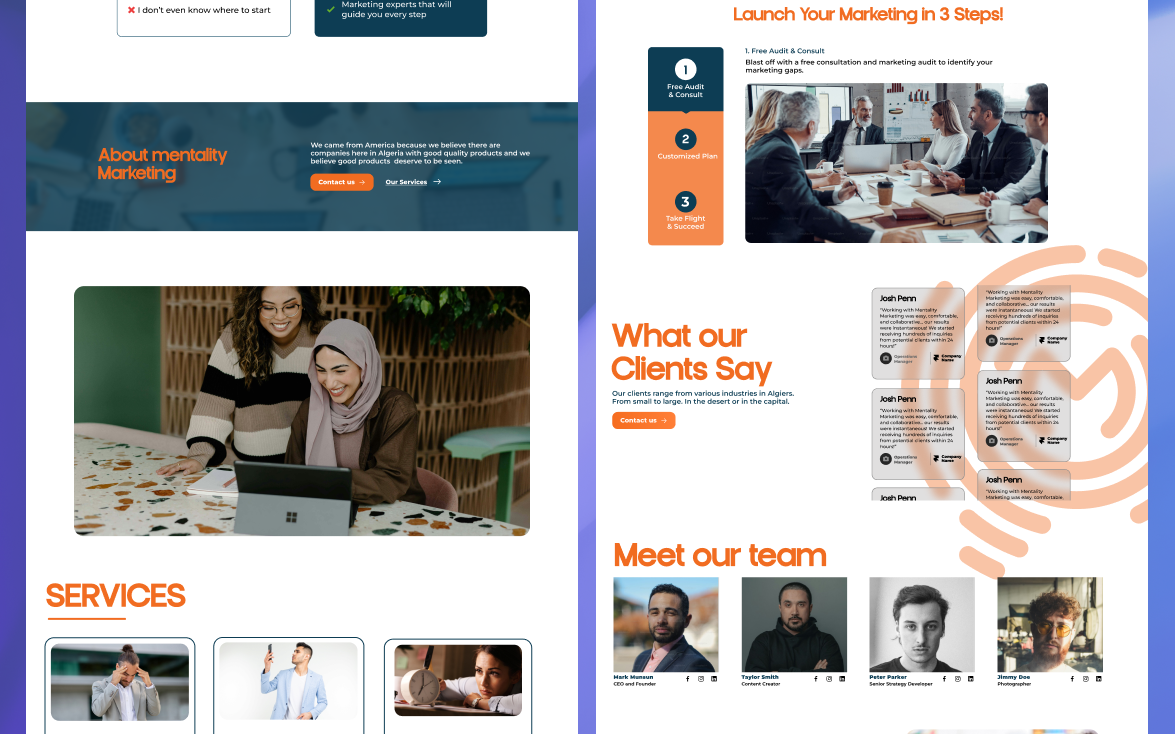 I don't even know where to start
Marketing experts that will
guide you every step
About mentality
Marketing
We came from America because we believe there are
companies here in Algeria with good quality products and we
believe good products deserve to be seen.
Contact us →
Our Services →
SERVICES
Launch Your Marketing in 3 Steps!
1
Free Audit
& Consult
2
Customized Plan
3
Take Flight
& Succeed
1. Free Audit & Consult
Blast off with a free consultation and marketing audit to identify your
marketing gaps.
What our
Clients Say
Our clients range from various industries in Algiers.
From small to large. In the desert or in the capital.
Contact us →
Josh Penn
"Working with Mentality
Marketing was easy, comfortable,
and collaborative... our results
were instantaneous! We started
receiving hundreds of inquiries
from potential clients within 24
hours!"
Operations
Manager
Company
Name
Josh Penn
"Working with Mentality
Marketing was easy, comfortable,
and collaborative... our results
were instantaneous! We started
receiving hundreds of inquiries
from potential clients within 24
hours!"
Operations
Manager
Company
Name
Josh Penn
"Working with Mentality
Marketing was easy, comfortable,
and collaborative... our results
were instantaneous! We started
receiving hundreds of inquiries
from potential clients within 24
hours!"
Operations
Manager
Company
Name
Josh Penn
"Working with Mentality
Marketing was easy, comfortable,
and collaborative... our results
were instantaneous! We started
receiving hundreds of inquiries
from potential clients within 24
hours!"
Operations
Manager
Company
Name
Josh Penn
"Working with Mentality
Marketing was easy, comfortable,
Meet our team
Mark Munoun
CEO and Founder
Taylor Smith
Content Creator
Peter Parker
Senior Strategy Developer
Jimmy Doe
Photographer